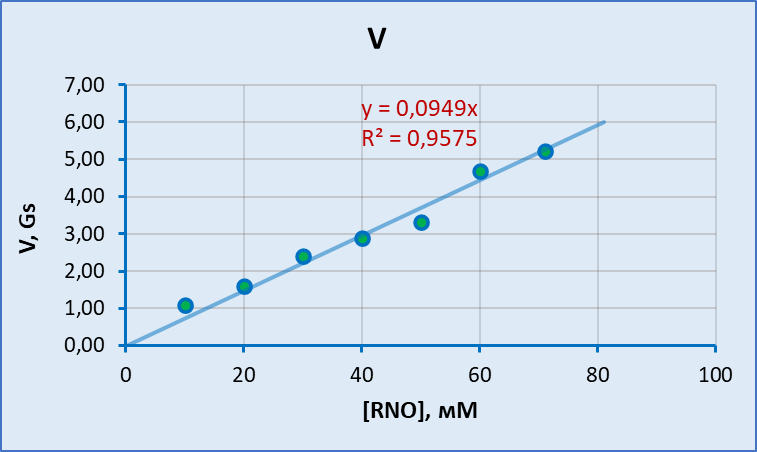 V
y = 0,0949x
R² = 0,9575
7,00
6,00
5,00
4,00
3,00
2,00
1,00
0,00
V, Gs
0 20 40 60 80 100
[RNO], мМ